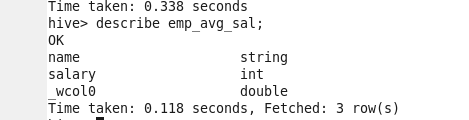 Time taken: 0.338 seconds
hive> describe emp_avg_sal;
OK
name string
salary int
_wcol0 double
Time taken: 0.118 seconds, Fetched: 3 row(s)